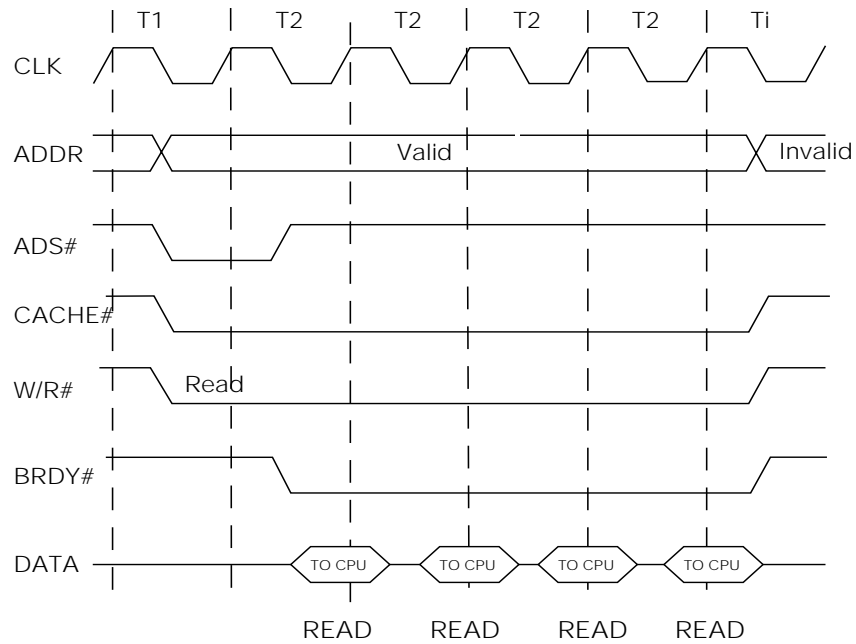 T1 T2 T2 T2 T2 Ti
CLK
ADDR Valid Invalid
ADS#
CACHE#
W/R# Read
BRDY#
DATA TO CPU TO CPU TO CPU TO CPU
READ READ READ READ